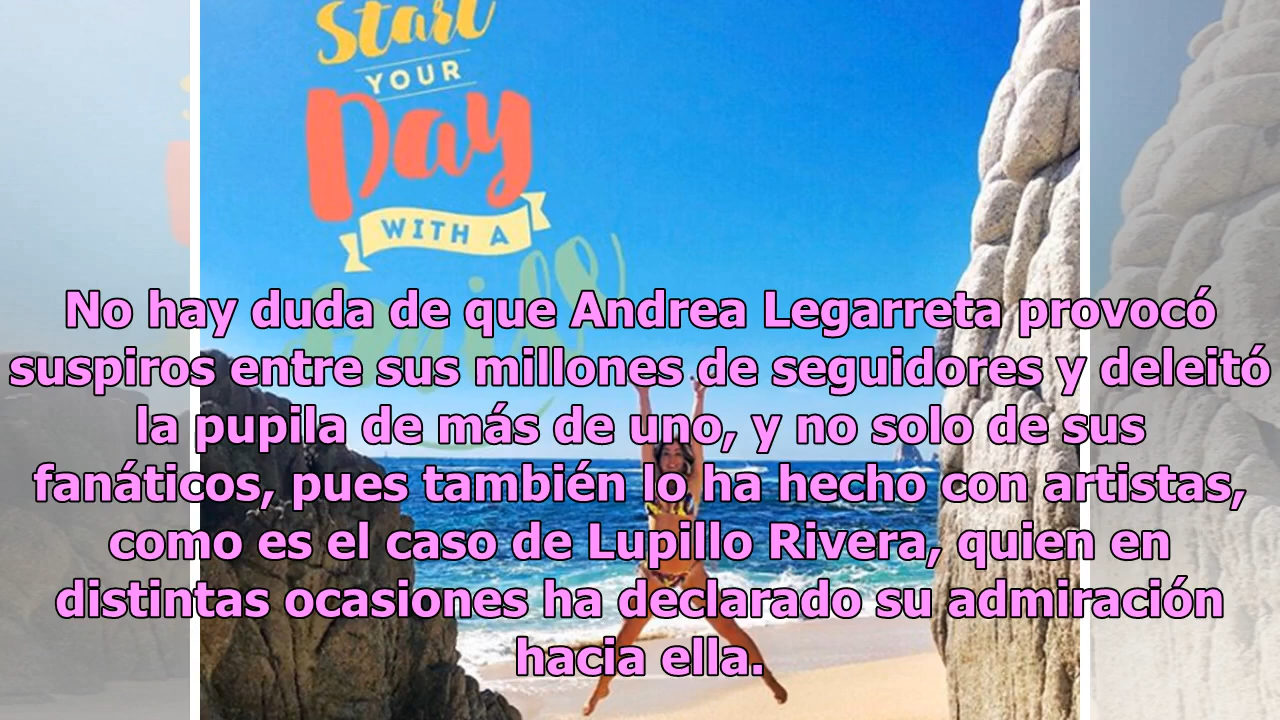 Start
YOUR
Day
WITH A
Smile
No hay duda de que Andrea Legarreta provocó
suspiros entre sus millones de seguidores y deleitó
la pupila de más de uno, y no solo de sus
fanáticos, pues también lo ha hecho con artistas,
como es el caso de Lupillo Rivera, quien en
distintas ocasiones ha declarado su admiración
hacia ella.